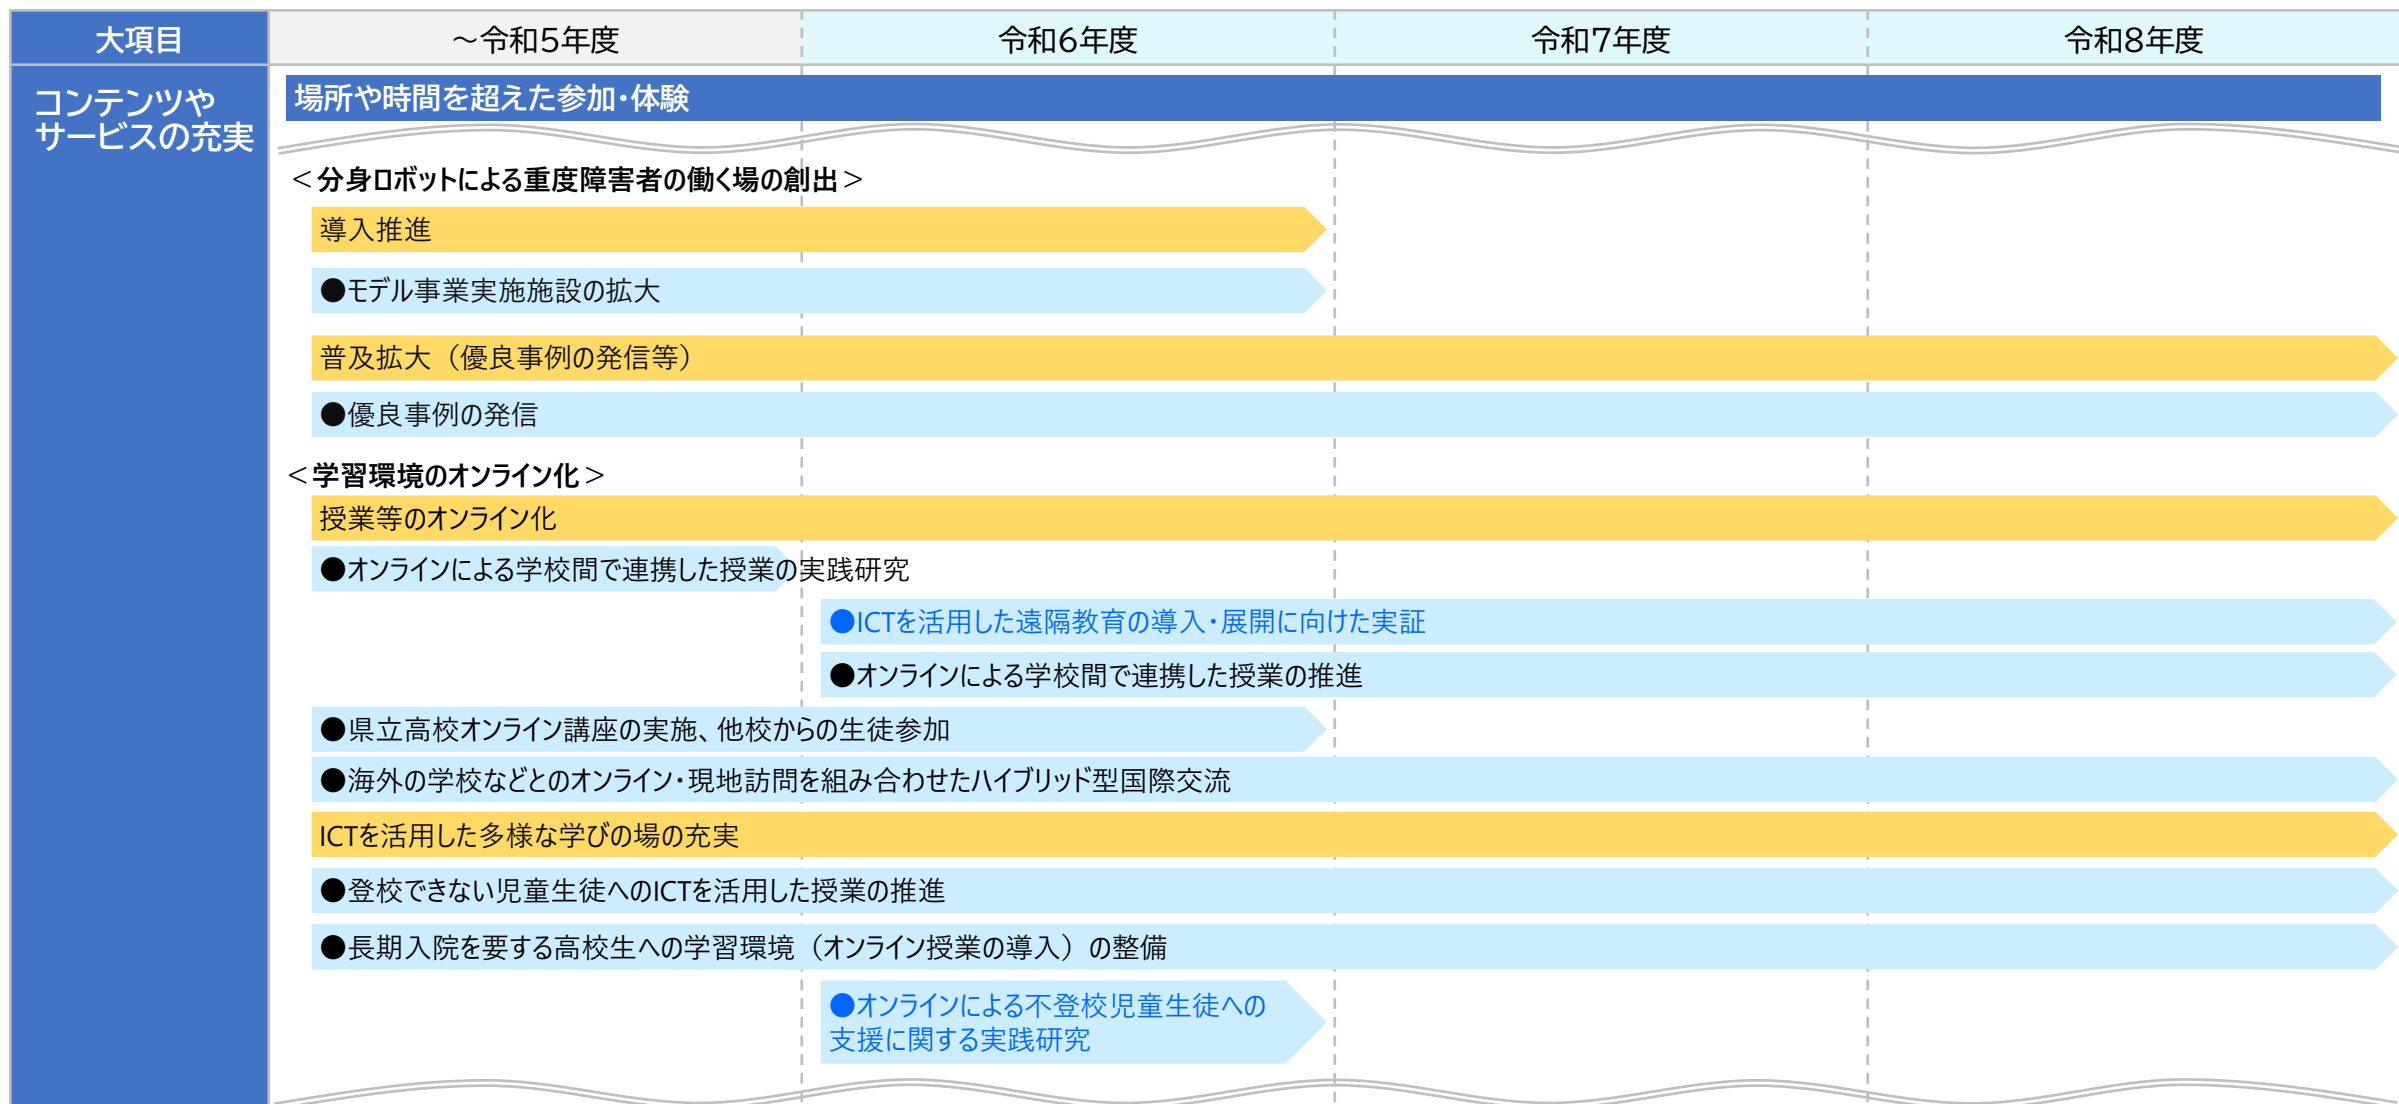 大項目
～令和5年度
令和6年度
令和7年度
令和8年度
コンテンツや
サービスの充実
場所や時間を超えた参加・体験
＜分身ロボットによる重度障害者の働く場の創出＞
導入推進
●モデル事業実施施設の拡大
普及拡大（優良事例の発信等）
●優良事例の発信
＜学習環境のオンライン化＞
授業等のオンライン化
●オンラインによる学校間で連携した授業の実践研究
●ICTを活用した遠隔教育の導入・展開に向けた実証
●オンラインによる学校間で連携した授業の推進
●県立高校オンライン講座の実施、他校からの生徒参加
●海外の学校などとのオンライン・現地訪問を組み合わせたハイブリッド型国際交流
ICTを活用した多様な学びの場の充実
●登校できない児童生徒へのICTを活用した授業の推進
●長期入院を要する高校生への学習環境（オンライン授業の導入）の整備
●オンラインによる不登校児童生徒への
支援に関する実践研究